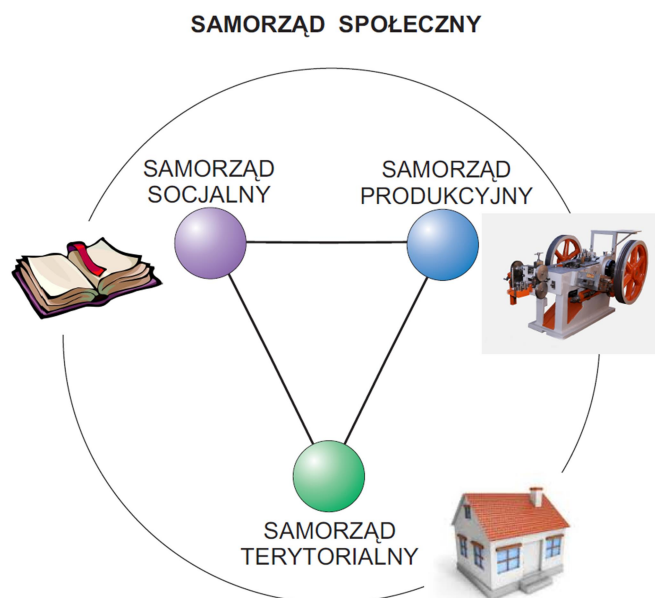 SAMORZĄD SPOŁECZNY
SAMORZĄD
SOCJALNY
SAMORZĄD
PRODUKCYJNY
SAMORZĄD
TERYTORIALNY